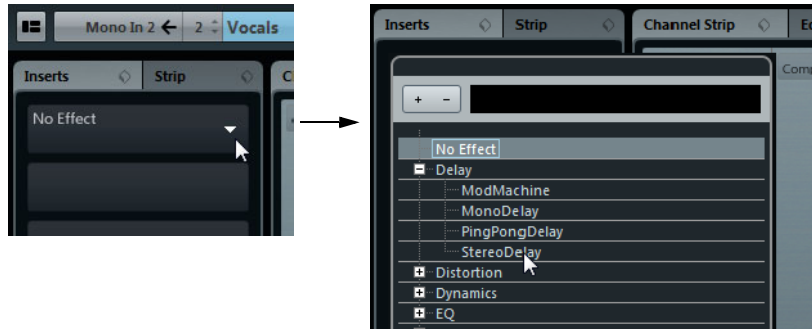 Mono In 2 ← 2 Vocals
Inserts Strip
No Effect
Inserts Strip Channel Strip
+ -
No Effect
Delay
ModMachine
MonoDelay
PingPongDelay
StereoDelay
Distortion
Dynamics
EQ